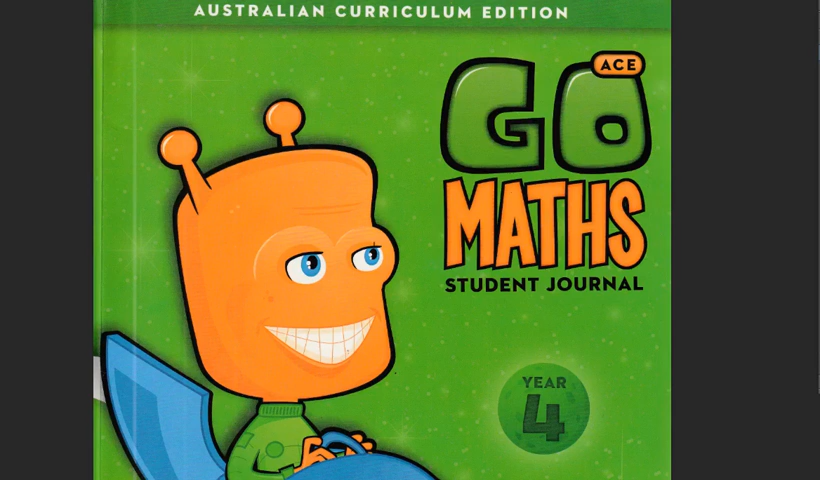 AUSTRALIAN CURRICULUM EDITION
ACE
GO
MATHS
STUDENT JOURNAL
YEAR
4